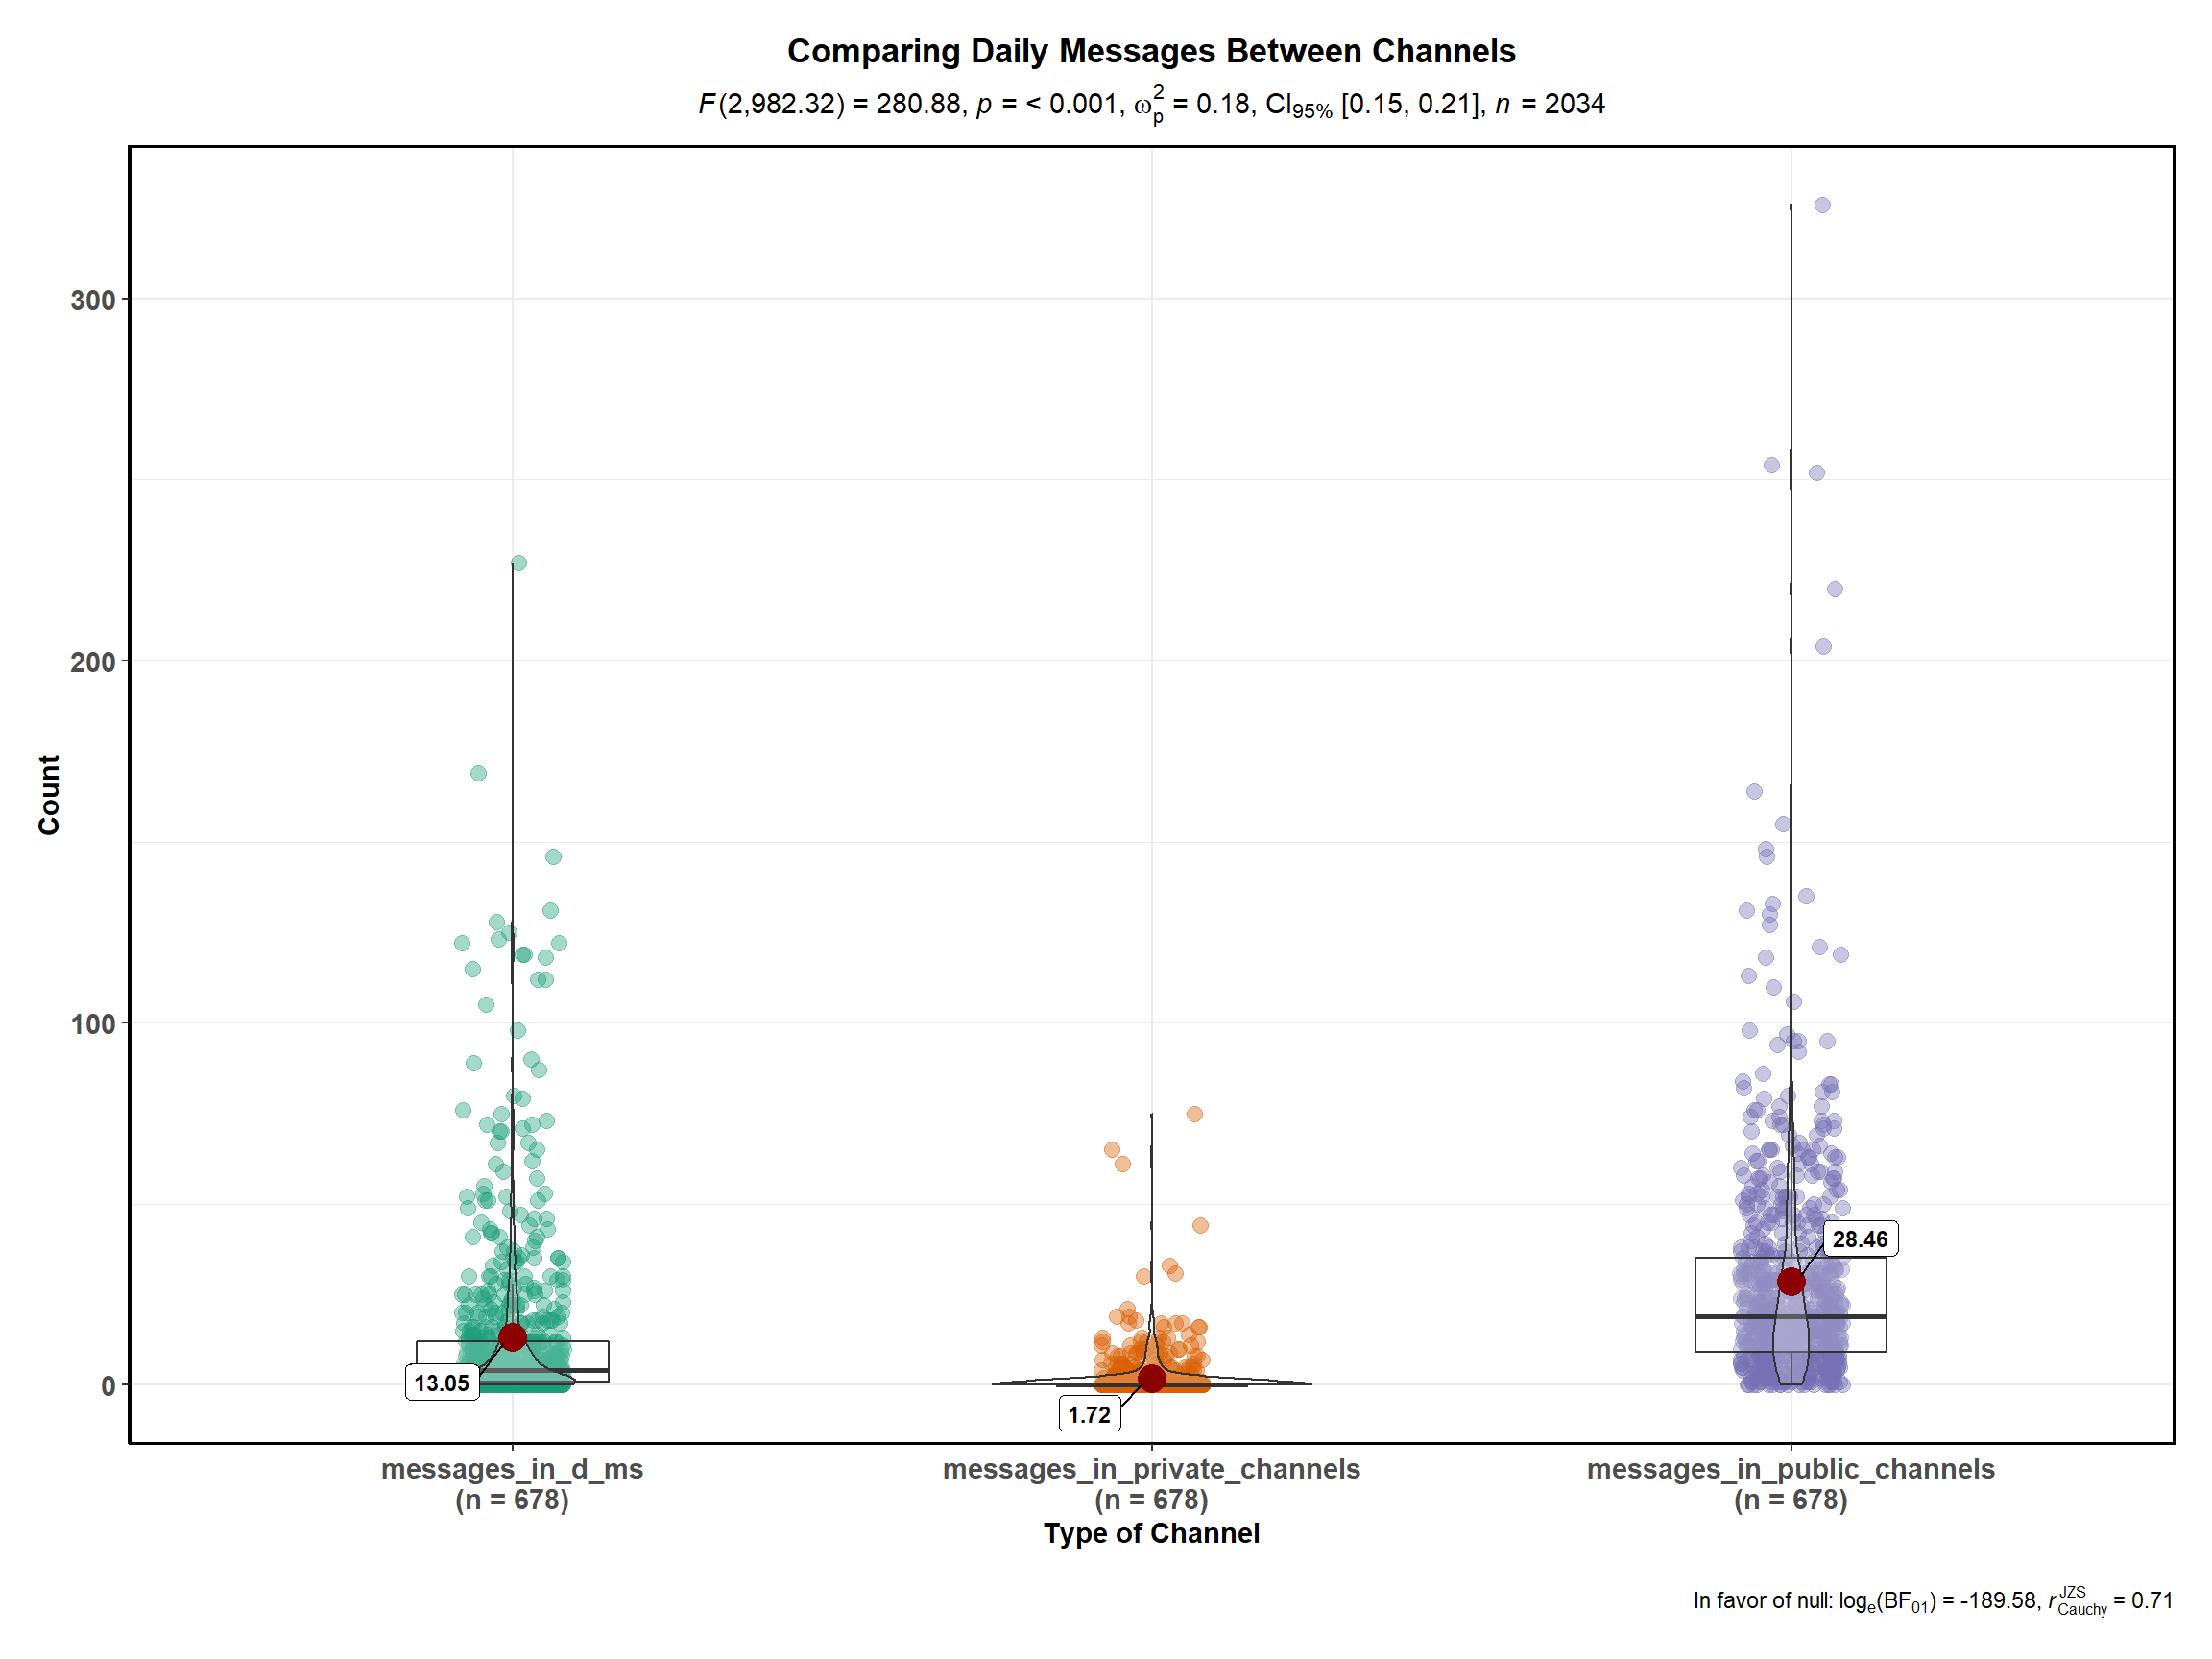 Comparing Daily Messages Between Channels
F(2,982.32) = 280.88, p = < 0.001, ω²ₚ = 0.18, CI₉₅% [0.15, 0.21], n = 2034
Count
300
200
100
0
13.05
1.72
28.46
messages_in_d_ms
(n = 678)
messages_in_private_channels
(n = 678)
messages_in_public_channels
(n = 678)
Type of Channel
In favor of null: logₑ(BF₀₁) = -189.58, r JZS Cauchy = 0.71